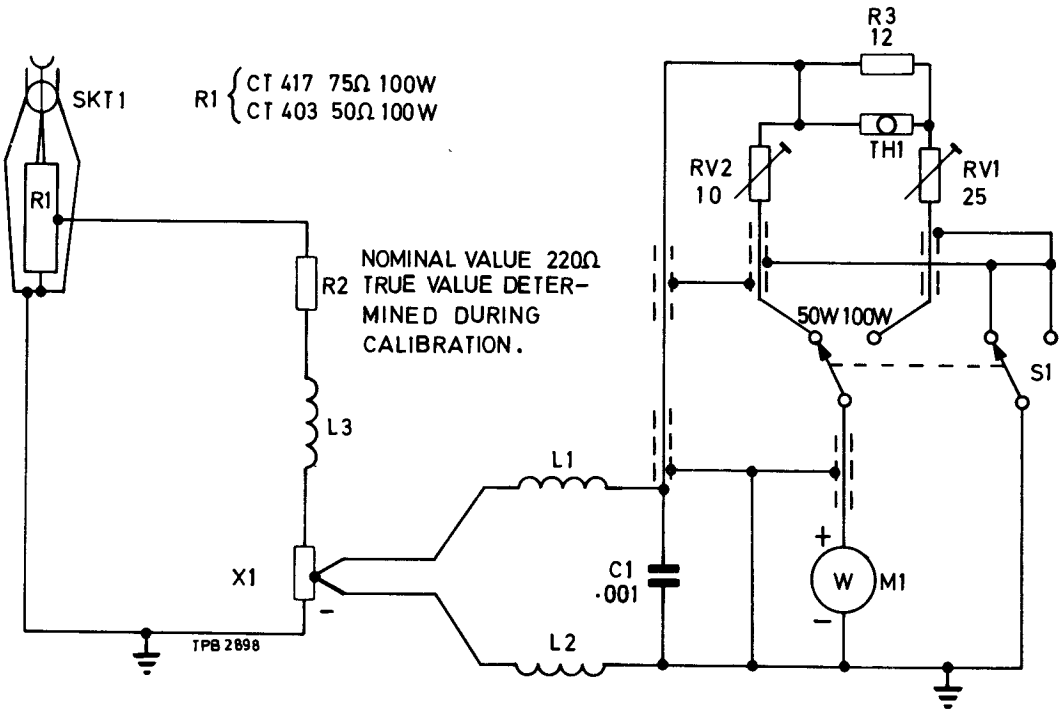 R3
12
SKT1
R1 { CT 417 75Ω 100W
CT 403 50Ω 100W
TH1
RV2
10
RV1
25
R1
R2
NOMINAL VALUE 220Ω
TRUE VALUE DETER-
MINED DURING
CALIBRATION.
50W 100W
S1
L3
L1
X1
-
C1
.001
+
W
M1
-
L2
TPB 2898